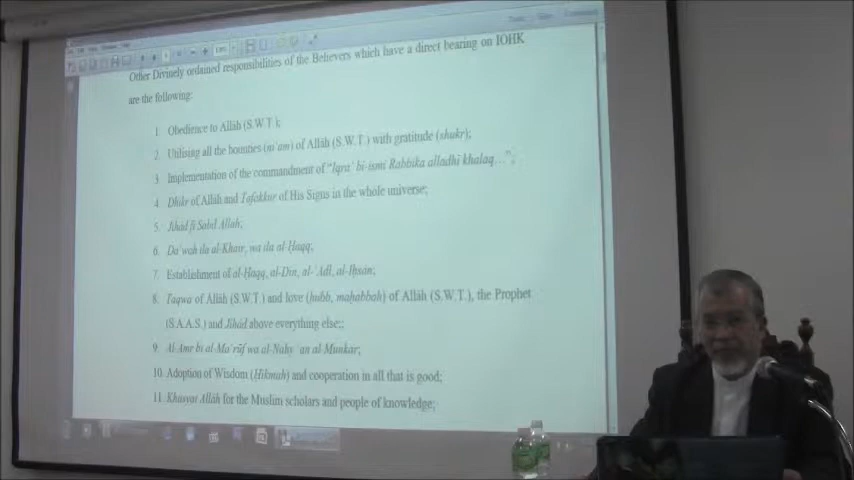 Other Divinely ordained responsibilities of the Believers which have a direct bearing on IOHK
are the following:
1. Obedience to Allāh (S.W.T.);
2. Utilising all the bounties (ni'am) of Allāh (S.W.T.) with gratitude (shukr);
3. Implementation of the commandment of "Iqra' bi-ismi Rabbika alladhi khalaq…";
4. Dhikr of Allāh and Tafakkur of His Signs in the whole universe;
5. Jihād fi Sabil Allah;
6. Da'wah ila al-Khair, wa ila al-Ḥaqq;
7. Establishment of al-Ḥaqq, al-Din, al-'Adl, al-Iḥsān;
8. Taqwa of Allāh (S.W.T.) and love (ḥubb, maḥabbah) of Allāh (S.W.T.), the Prophet
(S.A.A.S.) and Jihād above everything else;;
9. Al-Amr bi al-Ma'rūf wa al-Nahy 'an al Munkar;
10. Adoption of Wisdom (Ḥikmah) and cooperation in all that is good;
11. Khasyat Allāh for the Muslim scholars and people of knowledge;